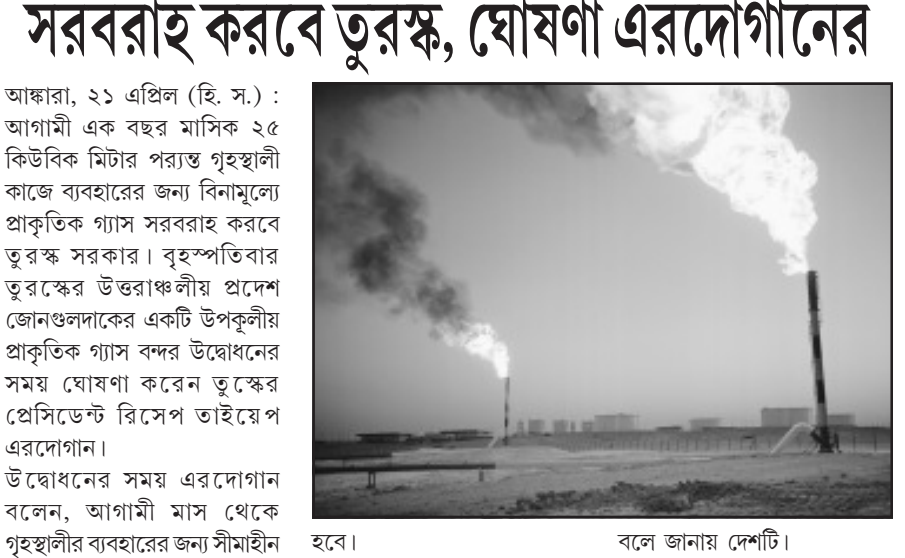 সরবরাহ করবে তুরস্ক, ঘোষণা এরদোগানের
আঙ্কারা, ২১ এপ্রিল (হি. স.) :
আগামী এক বছর মাসিক ২৫
কিউবিক মিটার পর্য্যন্ত গৃহস্থালী
কাজে ব্যবহারের জন্য বিনামূল্যে
প্রাকৃতিক গ্যাস সরবরাহ করবে
তুরস্ক সরকার। বৃহস্পতিবার
তুরস্কের উত্তরাঞ্চলীয় প্রদেশ
জোনগুলদাকের একটি উপকূলীয়
প্রাকৃতিক গ্যাস বন্দর উদ্বোধনের
সময় ঘোষণা করেন তুস্কের
প্রেসিডেন্ট রিসেপ তাইয়েপ
এরদোগান।
উদ্বোধনের সময় এরদোগান
বলেন, আগামী মাস থেকে
গৃহস্থালীর ব্যবহারের জন্য সীমাহীন
হবে।
বলে জানায় দেশটি।